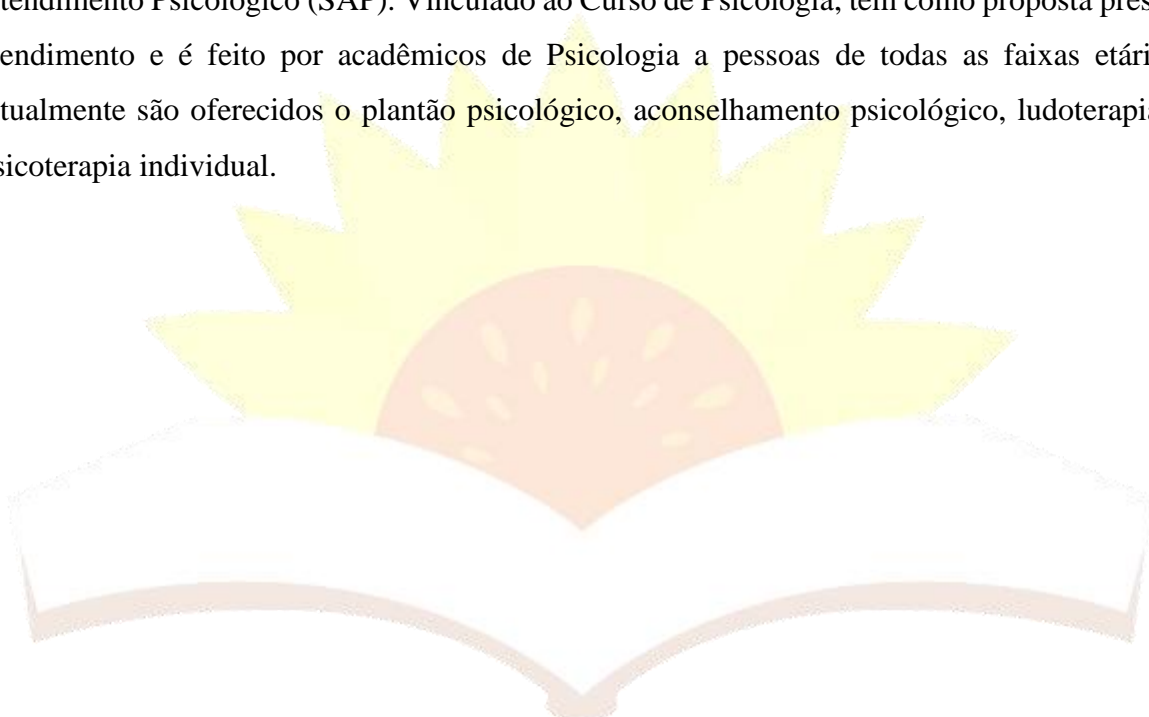 tendimento Psicológico (SAP). Vinculado ao Curso de Psicologia, tem como proposta pres
endimento e é feito por acadêmicos de Psicologia a pessoas de todas as faixas etári
tualmente são oferecidos o plantão psicológico, aconselhamento psicológico, ludoterapia
sicoterapia individual.